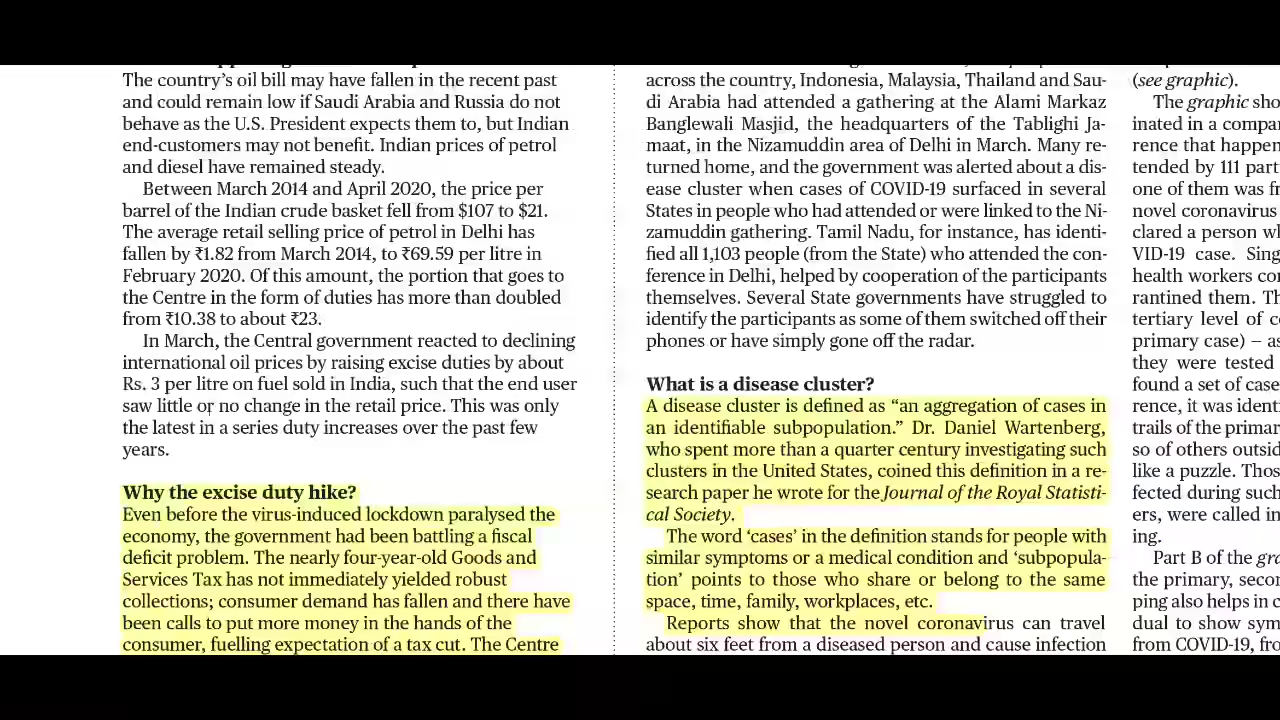 The country’s oil bill may have fallen in the recent past
and could remain low if Saudi Arabia and Russia do not
behave as the U.S. President expects them to, but Indian
end-customers may not benefit. Indian prices of petrol
and diesel have remained steady.
Between March 2014 and April 2020, the price per
barrel of the Indian crude basket fell from $107 to $21.
The average retail selling price of petrol in Delhi has
fallen by ₹1.82 from March 2014, to ₹69.59 per litre in
February 2020. Of this amount, the portion that goes to
the Centre in the form of duties has more than doubled
from ₹10.38 to about ₹23.
In March, the Central government reacted to declining
international oil prices by raising excise duties by about
Rs. 3 per litre on fuel sold in India, such that the end user
saw little or no change in the retail price. This was only
the latest in a series duty increases over the past few
years.
Why the excise duty hike?
Even before the virus-induced lockdown paralysed the
economy, the government had been battling a fiscal
deficit problem. The nearly four-year-old Goods and
Services Tax has not immediately yielded robust
collections; consumer demand has fallen and there have
been calls to put more money in the hands of the
consumer, fuelling expectation of a tax cut. The Centre
across the country, Indonesia, Malaysia, Thailand and Sau-
di Arabia had attended a gathering at the Alami Markaz
Banglewali Masjid, the headquarters of the Tablighi Ja-
maat, in the Nizamuddin area of Delhi in March. Many re-
turned home, and the government was alerted about a dis-
ease cluster when cases of COVID-19 surfaced in several
States in people who had attended or were linked to the Ni-
zamuddin gathering. Tamil Nadu, for instance, has identi-
fied all 1,103 people (from the State) who attended the con-
ference in Delhi, helped by cooperation of the participants
themselves. Several State governments have struggled to
identify the participants as some of them switched off their
phones or have simply gone off the radar.
What is a disease cluster?
A disease cluster is defined as “an aggregation of cases in
an identifiable subpopulation.” Dr. Daniel Wartenberg,
who spent more than a quarter century investigating such
clusters in the United States, coined this definition in a re-
search paper he wrote for the Journal of the Royal Statisti-
cal Society.
The word ‘cases’ in the definition stands for people with
similar symptoms or a medical condition and ‘subpopula-
tion’ points to those who share or belong to the same
space, time, family, workplaces, etc.
Reports show that the novel coronavirus can travel
about six feet from a diseased person and cause infection
(see graphic).
The graphic sho
inated in a compan
rence that happen
tended by 111 part
one of them was fr
novel coronavirus
clared a person wh
VID-19 case. Sing
health workers con
rantined them. Th
tertiary level of co
primary case) – as
they were tested
found a set of case
rence, it was identi
trails of the primar
so of others outsid
like a puzzle. Thos
fected during such
ers, were called in
ing.
Part B of the gra
the primary, secon
ping also helps in c
dual to show sym
from COVID-19, fro